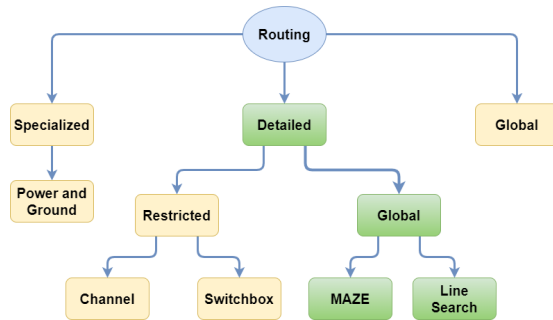 Routing
Specialized
Detailed
Global
Power and
Ground
Restricted
Global
Channel
Switchbox
MAZE
Line
Search